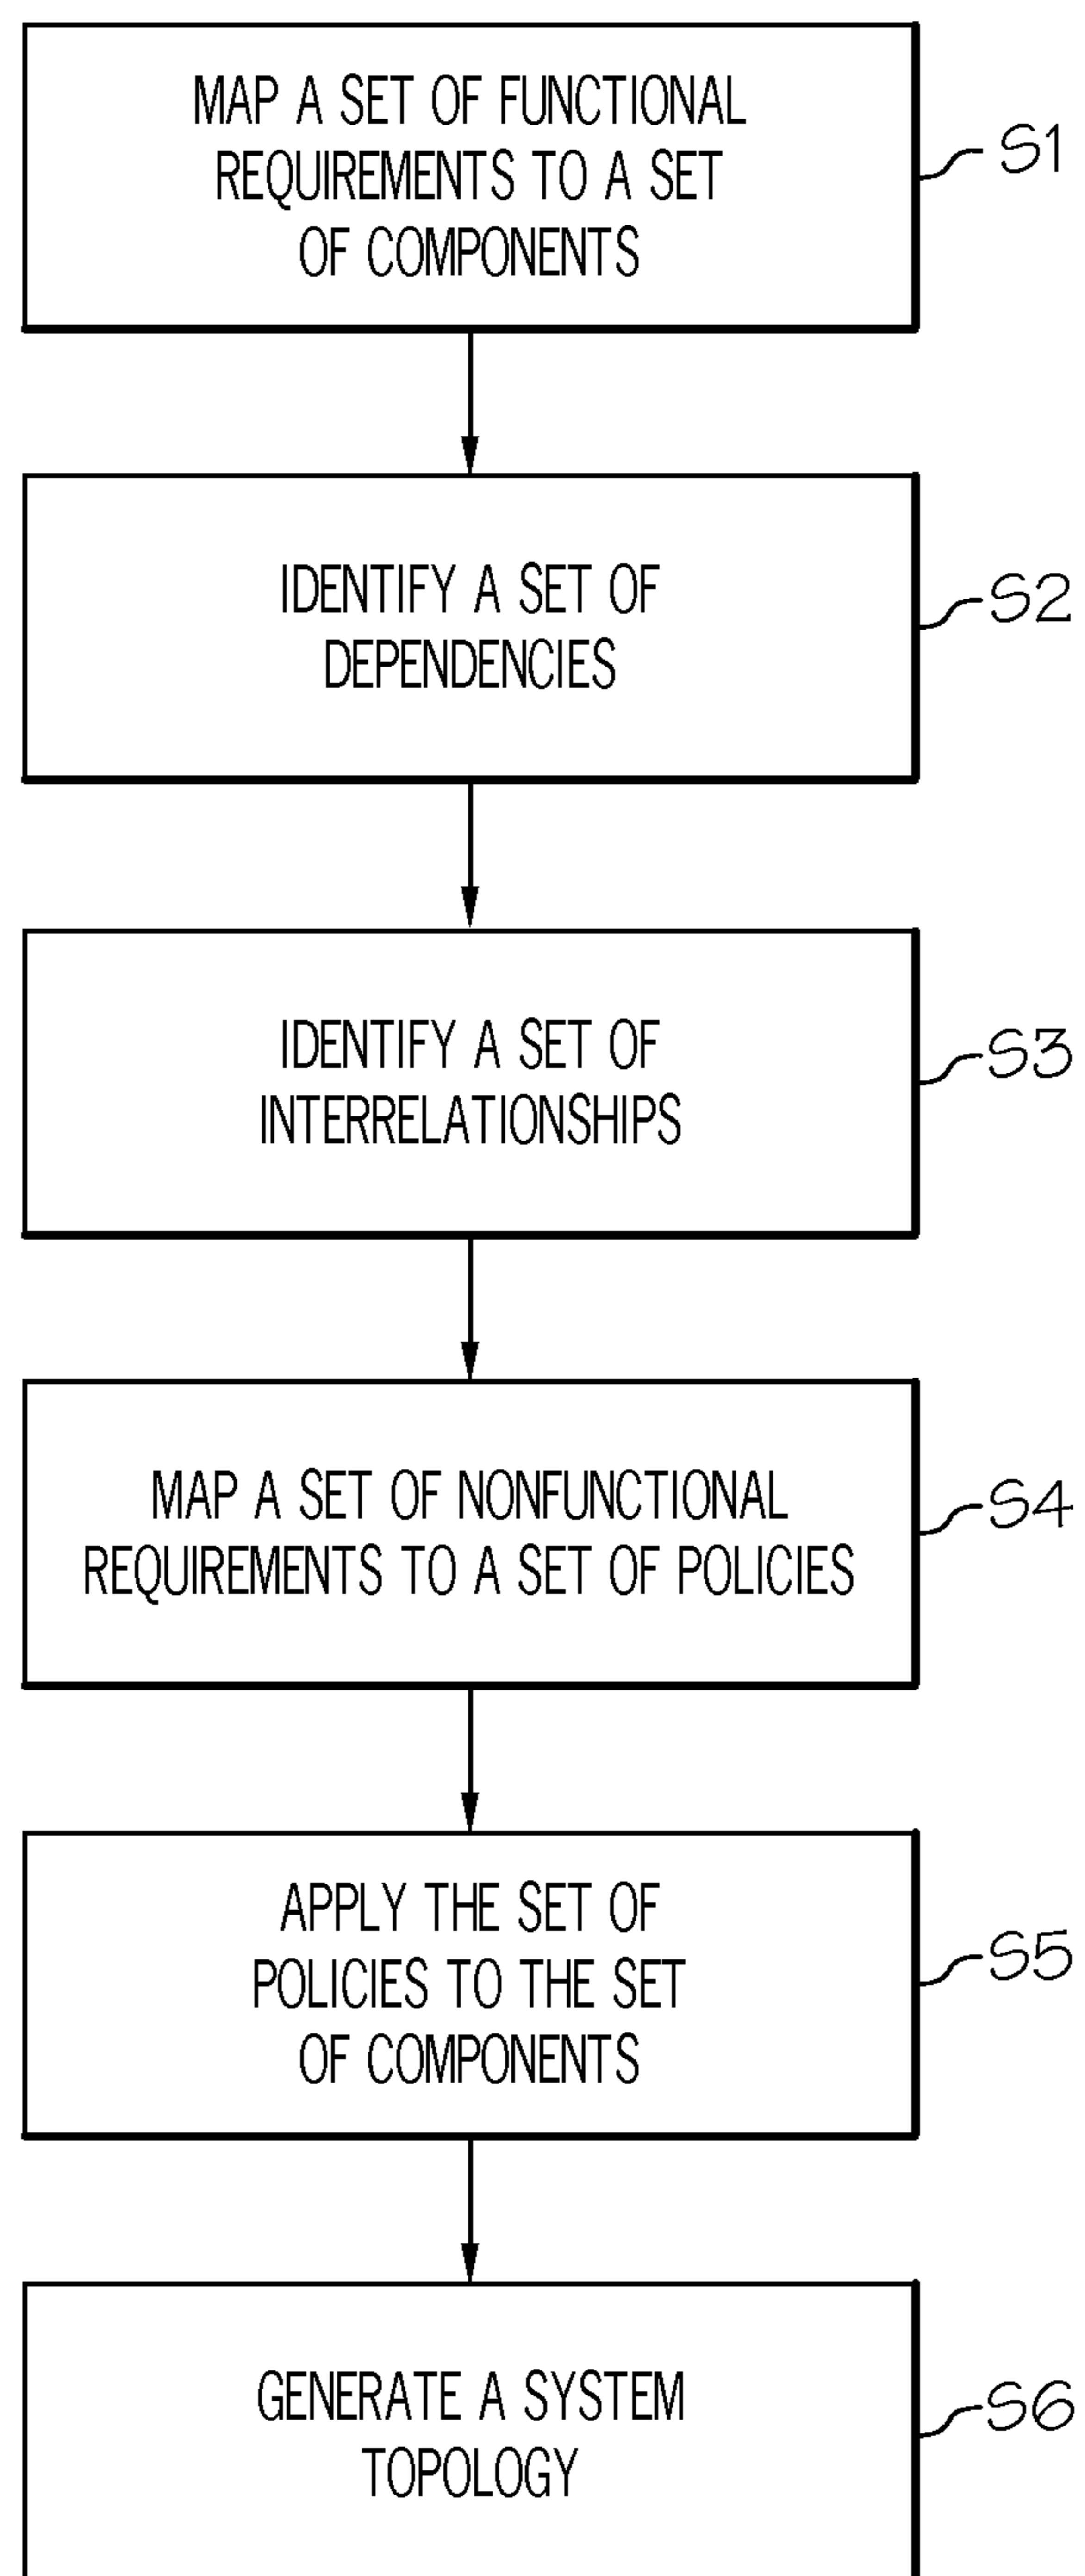 MAP A SET OF FUNCTIONAL
REQUIREMENTS TO A SET
OF COMPONENTS
S1
IDENTIFY A SET OF
DEPENDENCIES
S2
IDENTIFY A SET OF
INTERRELATIONSHIPS
S3
MAP A SET OF NONFUNCTIONAL
REQUIREMENTS TO A SET OF POLICIES
S4
APPLY THE SET OF
POLICIES TO THE SET
OF COMPONENTS
S5
GENERATE A SYSTEM
TOPOLOGY
S6